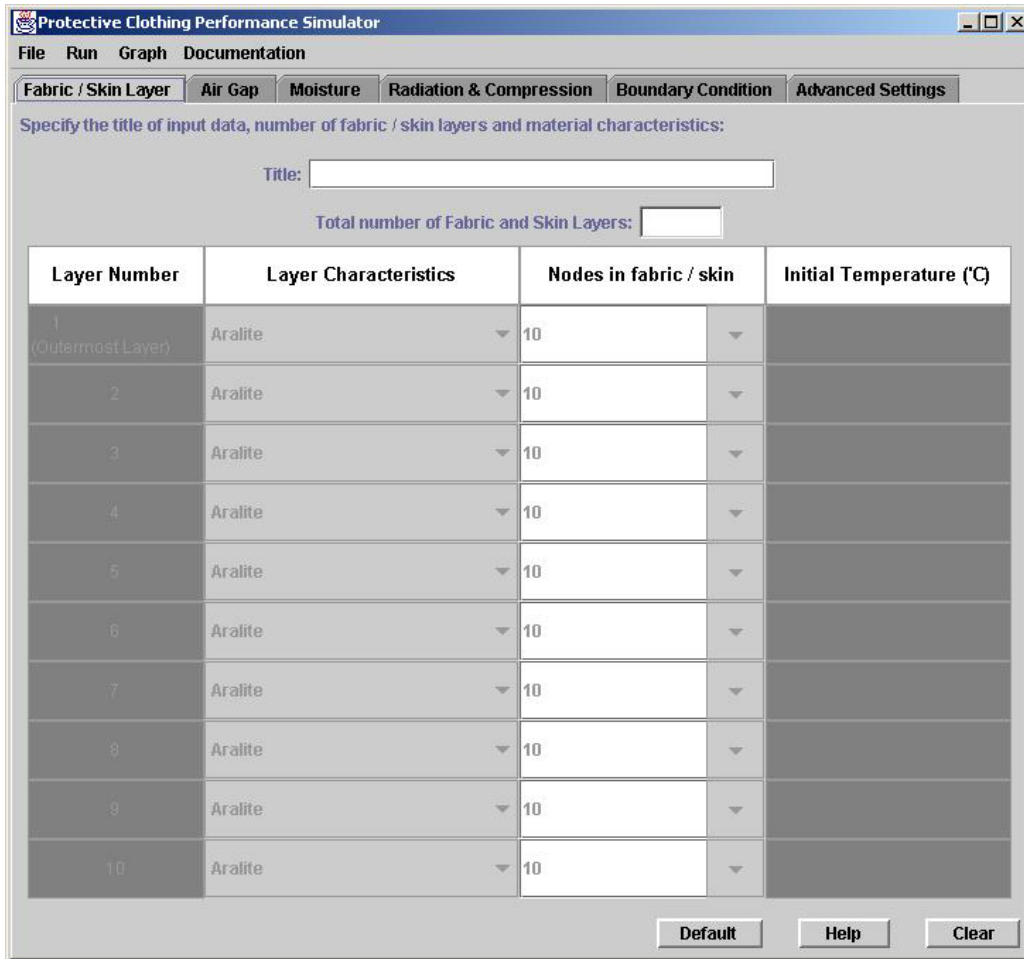 Protective Clothing Performance Simulator
File Run Graph Documentation
Fabric / Skin Layer Air Gap Moisture Radiation & Compression Boundary Condition Advanced Settings
Specify the title of input data, number of fabric / skin layers and material characteristics:
Title:
Total number of Fabric and Skin Layers:
Layer Number Layer Characteristics Nodes in fabric / skin Initial Temperature ('C)
1
(Outermost Layer) Aralite 10
2 Aralite 10
3 Aralite 10
4 Aralite 10
5 Aralite 10
6 Aralite 10
7 Aralite 10
8 Aralite 10
9 Aralite 10
10 Aralite 10
Default Help Clear